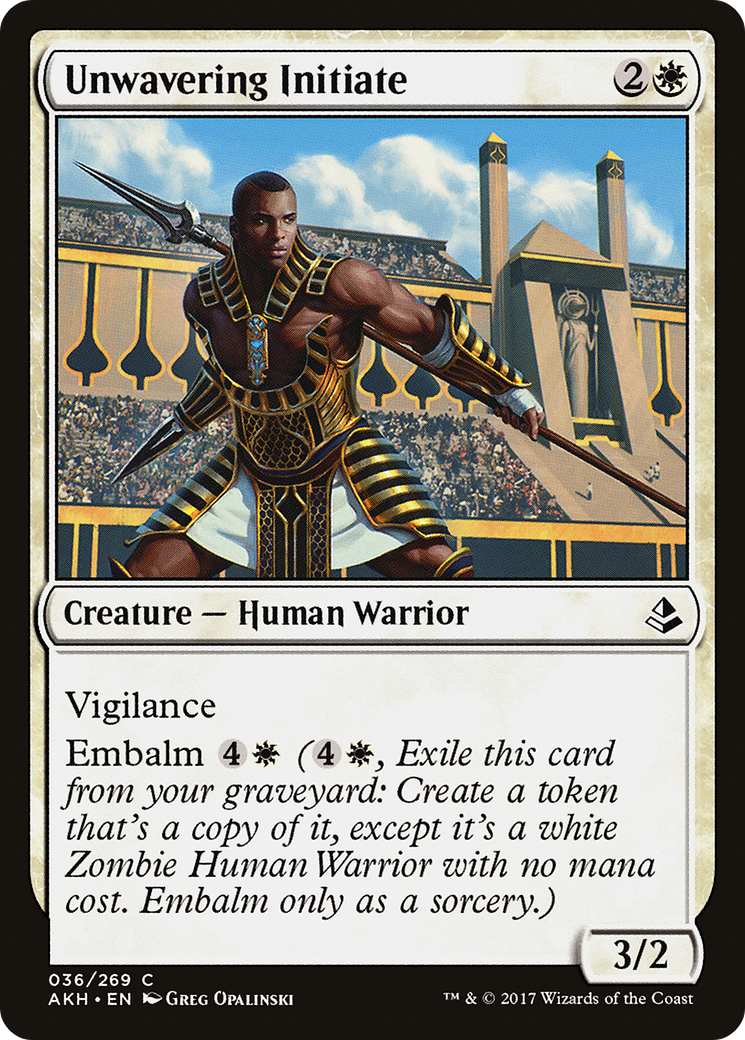 Unwavering Initiate 2
Creature — Human Warrior
Vigilance
Embalm 4 (4, Exile this card
from your graveyard: Create a token
that's a copy of it, except it's a white
Zombie Human Warrior with no mana
cost. Embalm only as a sorcery.)
3/2
036/269 C
AKH • EN Greg Opalinski ™ & © 2017 Wizards of the Coast